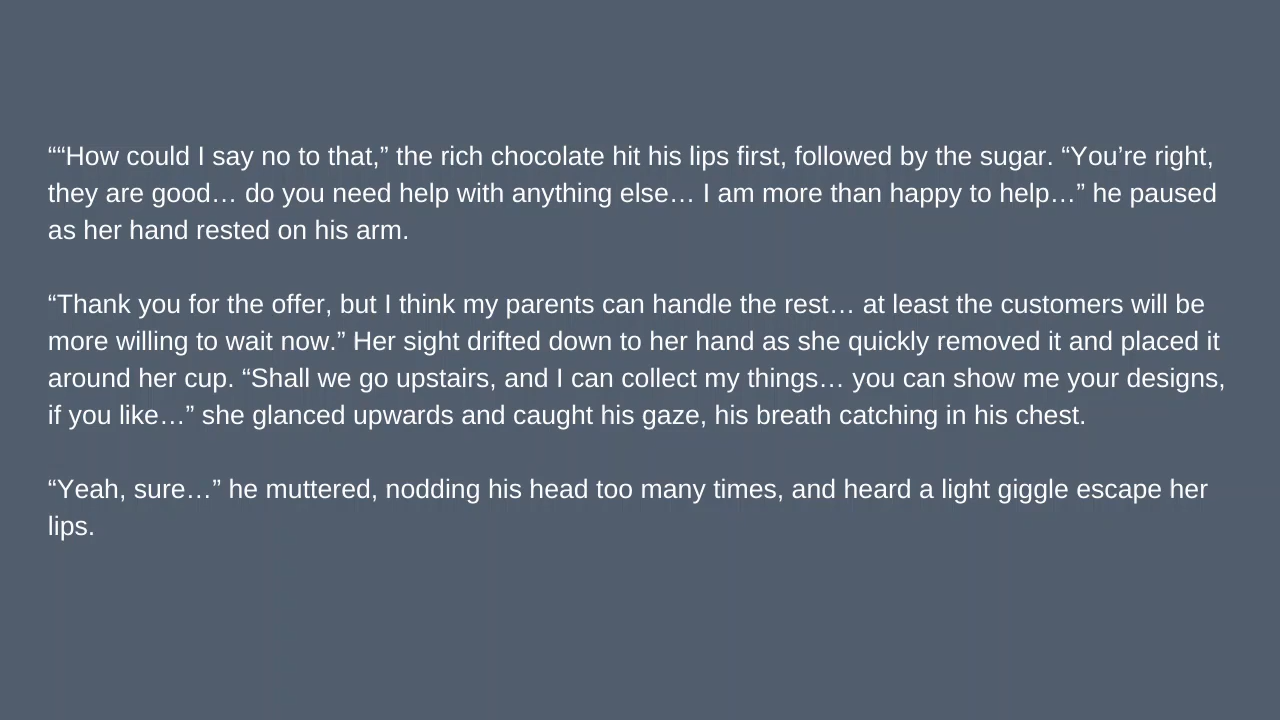 ““How could I say no to that,” the rich chocolate hit his lips first, followed by the sugar. “You’re right,
they are good… do you need help with anything else… I am more than happy to help…” he paused
as her hand rested on his arm.
“Thank you for the offer, but I think my parents can handle the rest… at least the customers will be
more willing to wait now.” Her sight drifted down to her hand as she quickly removed it and placed it
around her cup. “Shall we go upstairs, and I can collect my things… you can show me your designs,
if you like…” she glanced upwards and caught his gaze, his breath catching in his chest.
“Yeah, sure…” he muttered, nodding his head too many times, and heard a light giggle escape her
lips.